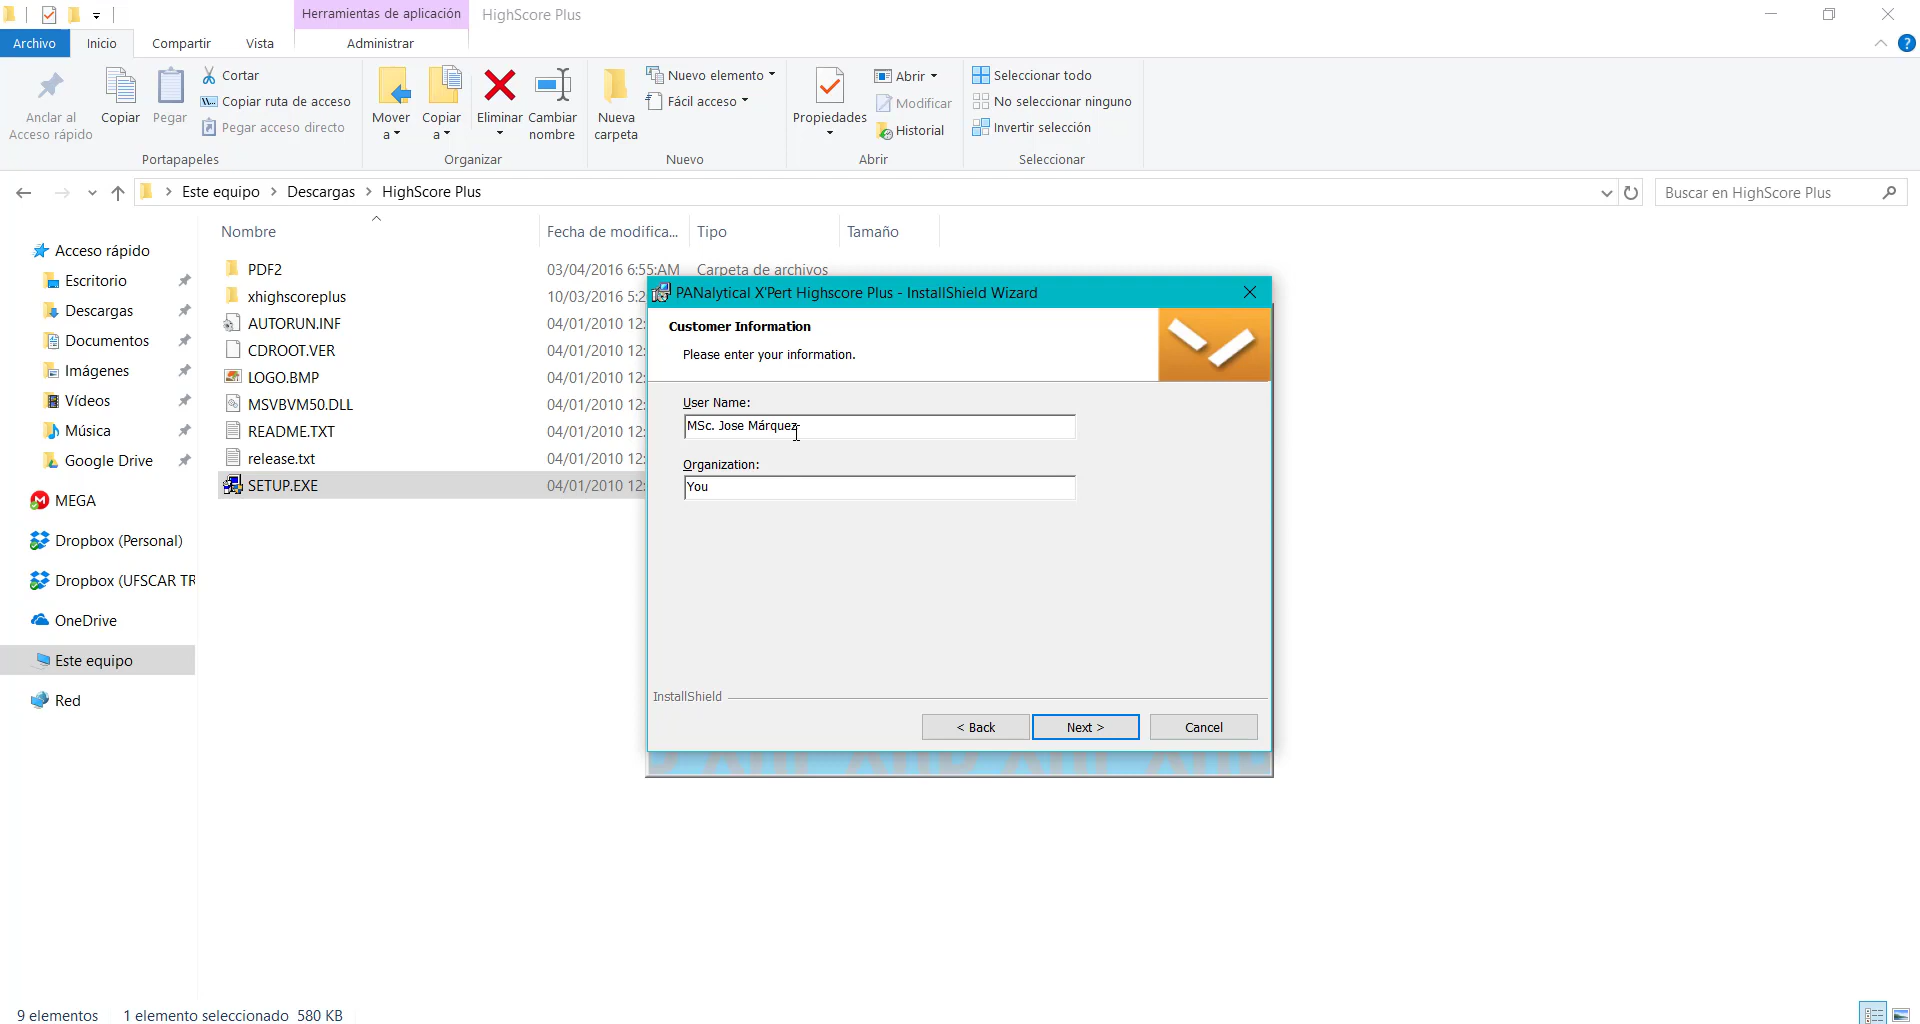 Herramientas de aplicación
HighScore Plus
Archivo
Inicio
Compartir
Vista
Administrar
Anclar al
Acceso rápido
Copiar
Pegar
Cortar
Copiar ruta de acceso
Pegar acceso directo
Portapapeles
Mover
a
Copiar
a
Eliminar
Cambiar
nombre
Organizar
Nueva
carpeta
Nuevo elemento
Fácil acceso
Nuevo
Propiedades
Abrir
Modificar
Historial
Abrir
Seleccionar todo
No seleccionar ninguno
Invertir selección
Seleccionar
Este equipo > Descargas > HighScore Plus
Buscar en HighScore Plus
Acceso rápido
Escritorio
Descargas
Documentos
Imágenes
Vídeos
Música
Google Drive
MEGA
Dropbox (Personal)
Dropbox (UFSCAR TR
OneDrive
Este equipo
Red
Nombre Fecha de modifica... Tipo Tamaño
PDF2 03/04/2016 6:55:AM Carpeta de archivos
xhighscoreplus 10/03/2016 5:2
AUTORUN.INF 04/01/2010 12:
CDROOT.VER 04/01/2010 12:
LOGO.BMP 04/01/2010 12:
MSVBVM50.DLL 04/01/2010 12:
README.TXT 04/01/2010 12:
release.txt 04/01/2010 12:
SETUP.EXE 04/01/2010 12:
PANalytical X'Pert Highscore Plus - InstallShield Wizard
Customer Information
Please enter your information.
User Name:
MSc. Jose Márquez
Organization:
You
InstallShield
< Back
Next >
Cancel
9 elementos 1 elemento seleccionado 580 KB